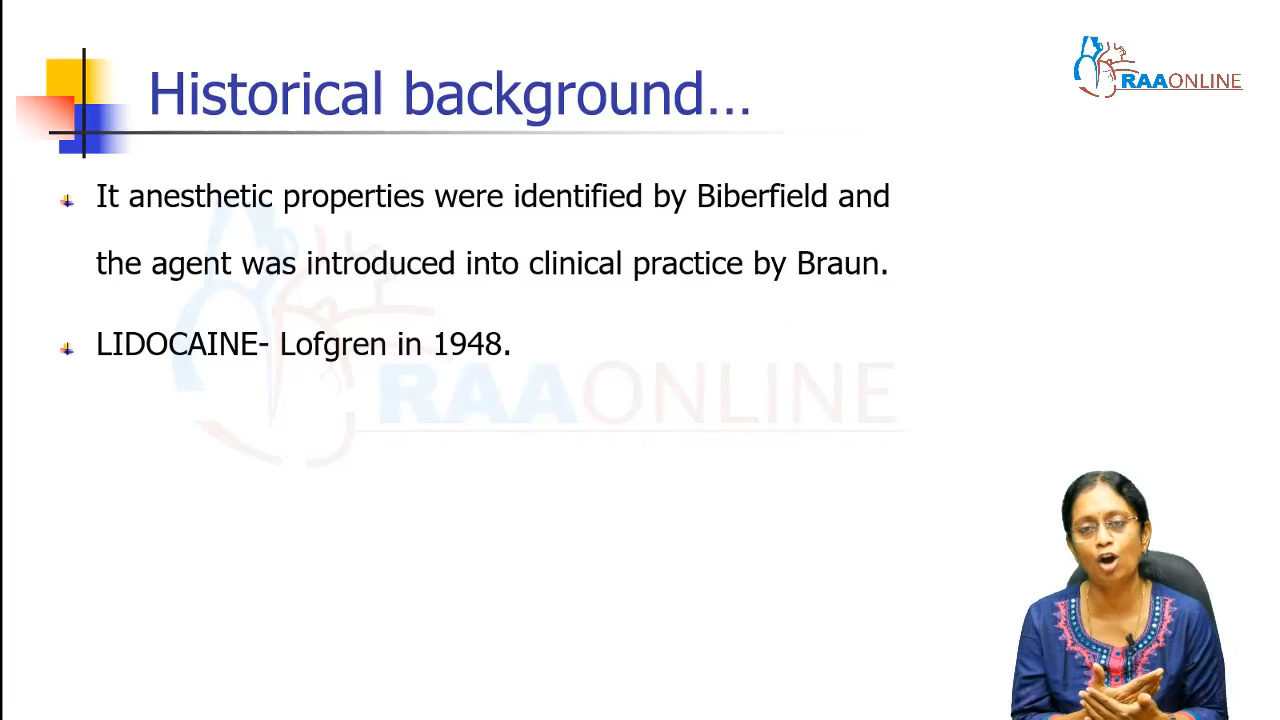 Historical background...
RAAONLINE
It anesthetic properties were identified by Biberfield and
the agent was introduced into clinical practice by Braun.
LIDOCAINE- Lofgren in 1948.
RAAONLINE